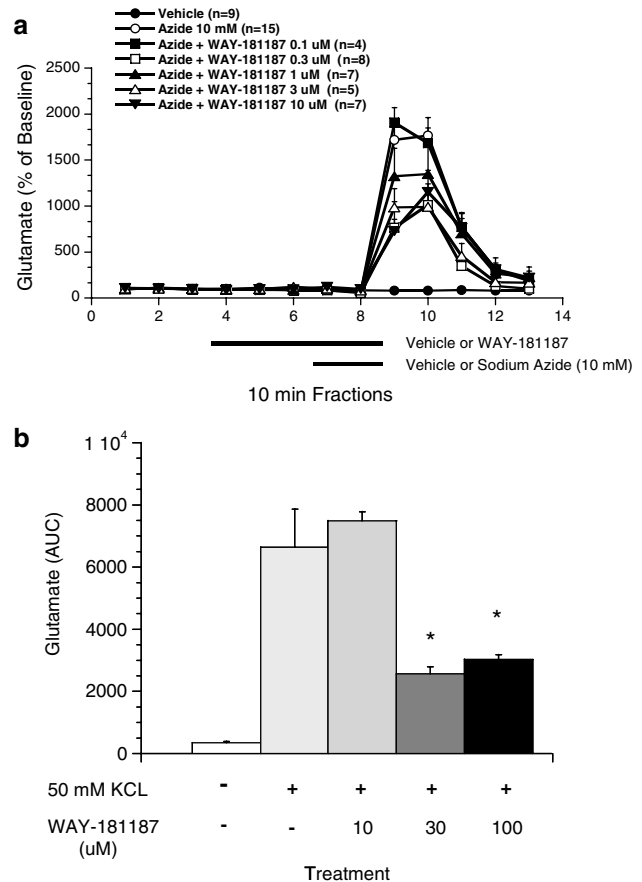 a
Vehicle (n=9)
Azide 10 mM (n=15)
Azide + WAY-181187 0.1 uM (n=4)
Azide + WAY-181187 0.3 uM (n=8)
Azide + WAY-181187 1 uM (n=7)
Azide + WAY-181187 3 uM (n=5)
Azide + WAY-181187 10 uM (n=7)
Glutamate (% of Baseline)
2500
2000
1500
1000
500
0
0 2 4 6 8 10 12 14
Vehicle or WAY-181187
Vehicle or Sodium Azide (10 mM)
10 min Fractions
b
Glutamate (AUC)
1 10⁴
8000
6000
4000
2000
0
* *
50 mM KCL - + + + +
WAY-181187 - - 10 30 100
(uM)
Treatment